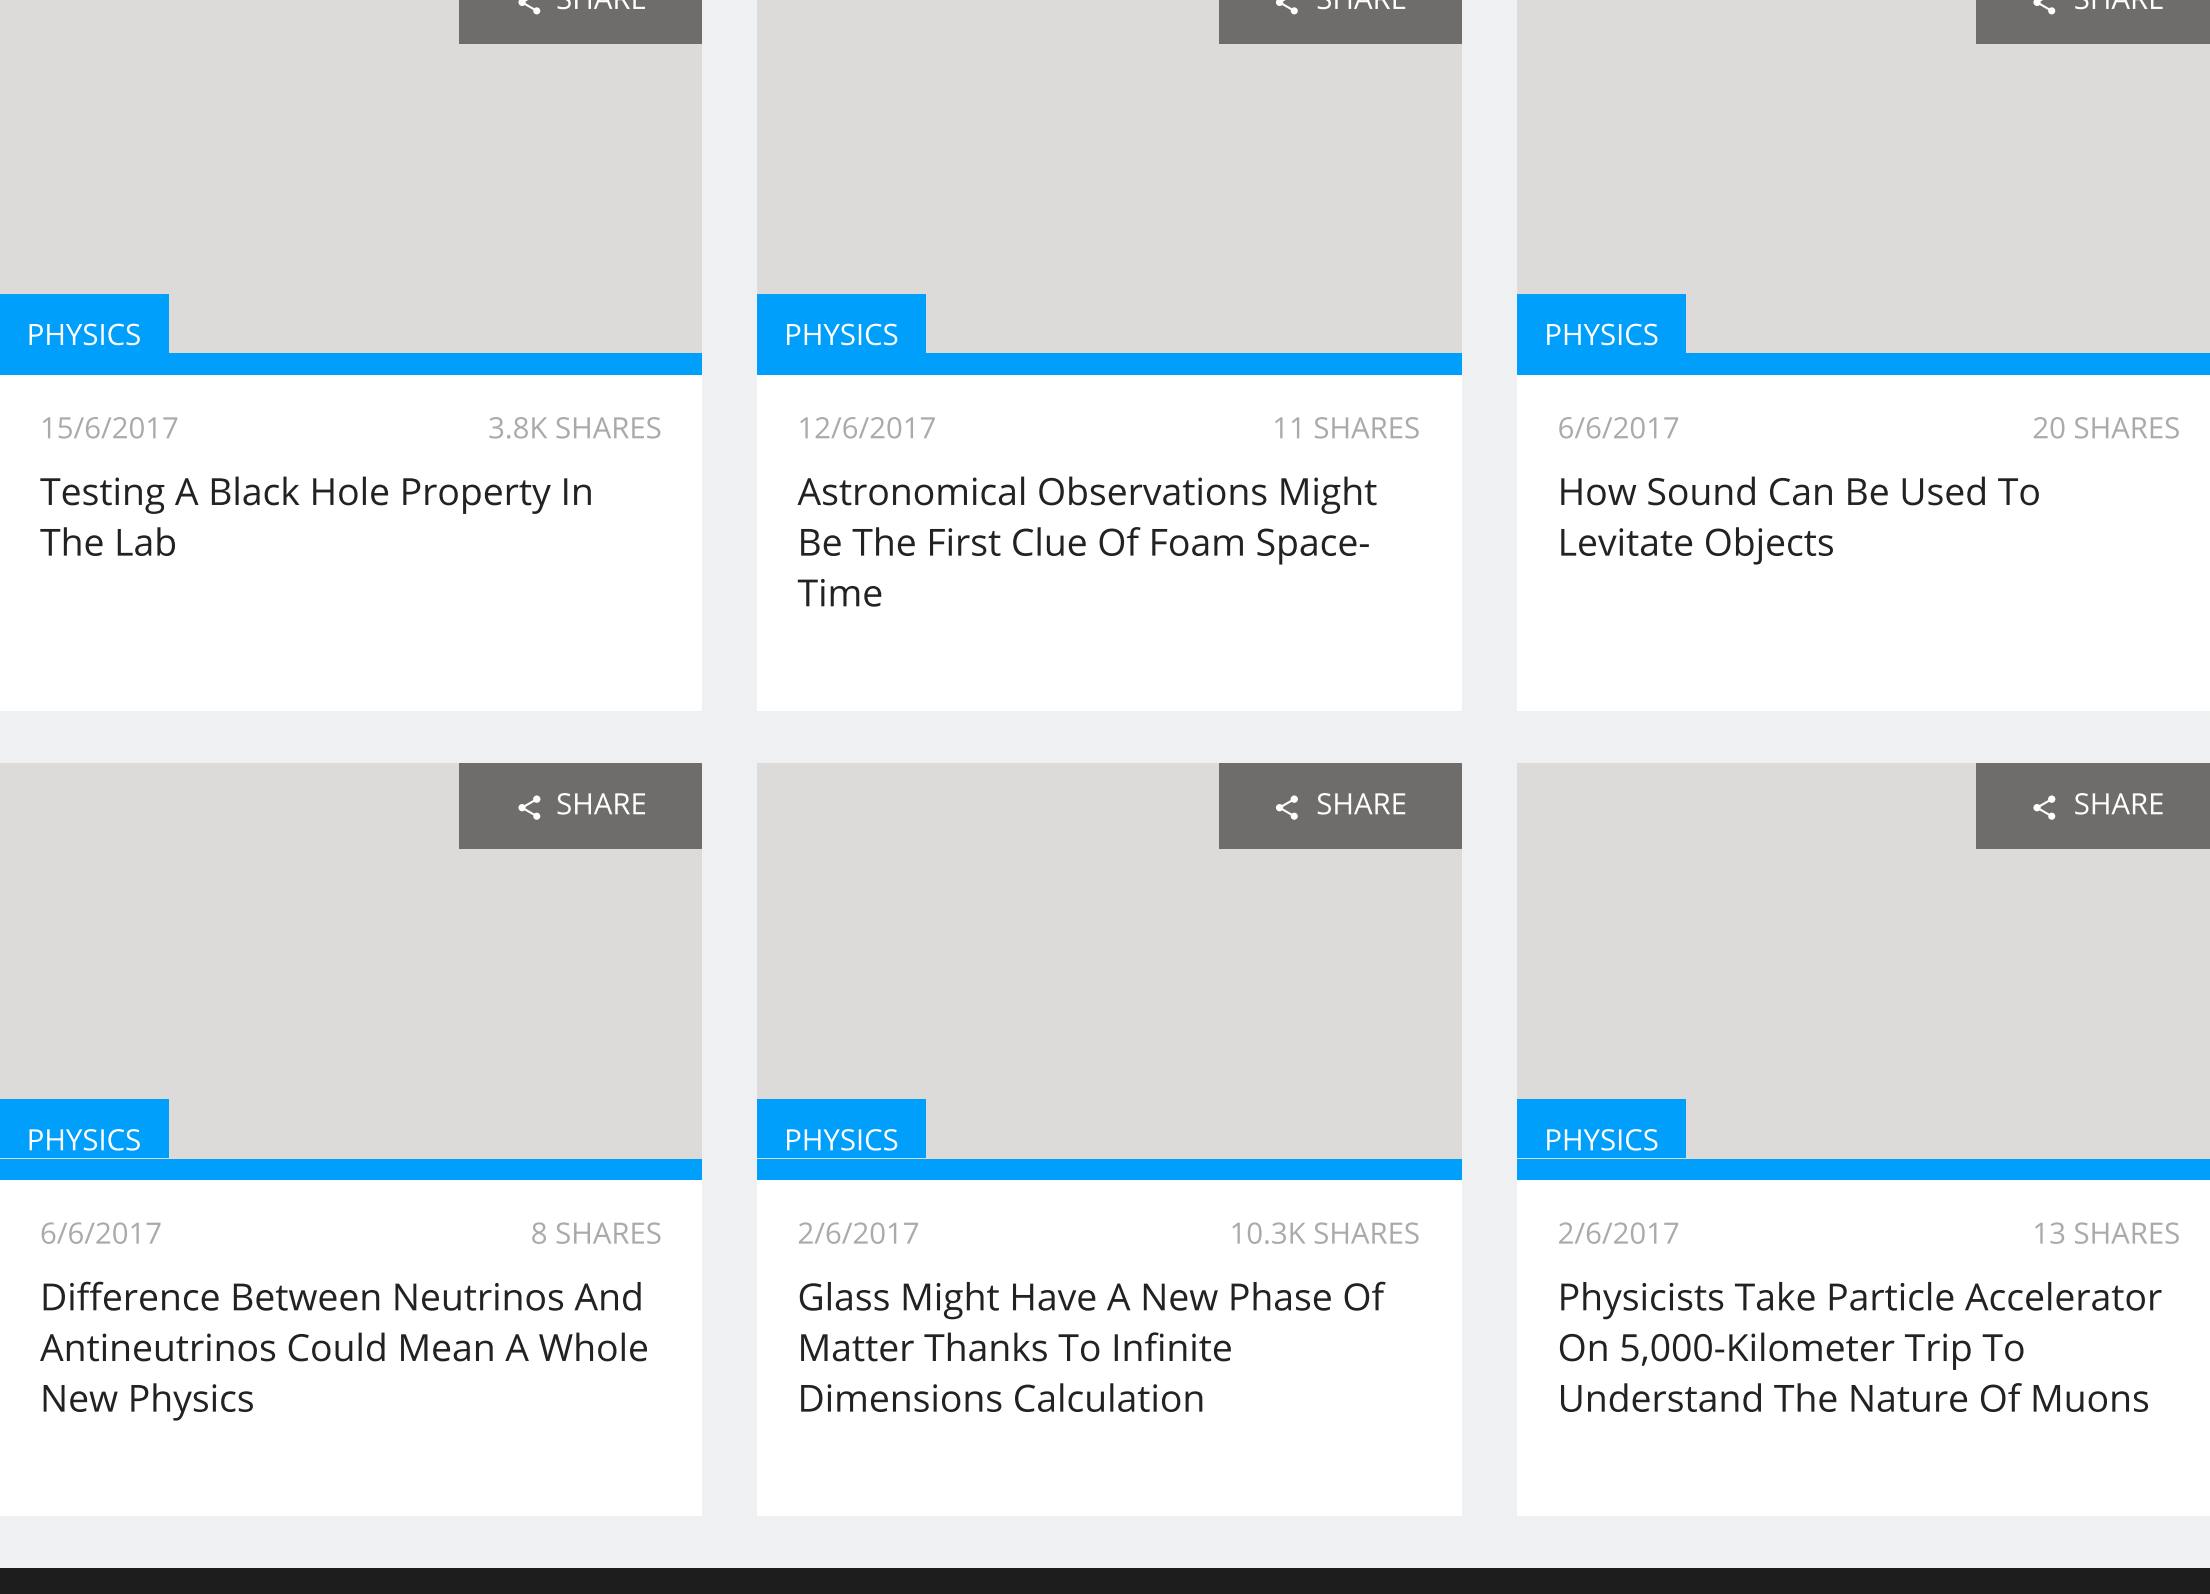 SHARE
SHARE
SHARE
PHYSICS
PHYSICS
PHYSICS
15/6/2017
3.8K SHARES
Testing A Black Hole Property In
The Lab
12/6/2017
11 SHARES
Astronomical Observations Might
Be The First Clue Of Foam Space-
Time
6/6/2017
20 SHARES
How Sound Can Be Used To
Levitate Objects
SHARE
SHARE
SHARE
PHYSICS
PHYSICS
PHYSICS
6/6/2017
8 SHARES
Difference Between Neutrinos And
Antineutrinos Could Mean A Whole
New Physics
2/6/2017
10.3K SHARES
Glass Might Have A New Phase Of
Matter Thanks To Infinite
Dimensions Calculation
2/6/2017
13 SHARES
Physicists Take Particle Accelerator
On 5,000-Kilometer Trip To
Understand The Nature Of Muons